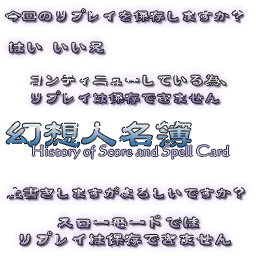 今回のリプレイを保存しますか?
はい いいえ
コンティニューしている為、
リプレイは保存できません
幻想人名簿
History of Score and Spell Card
上書きしますがよろしいですか?
スローモードでは
リプレイは保存できません